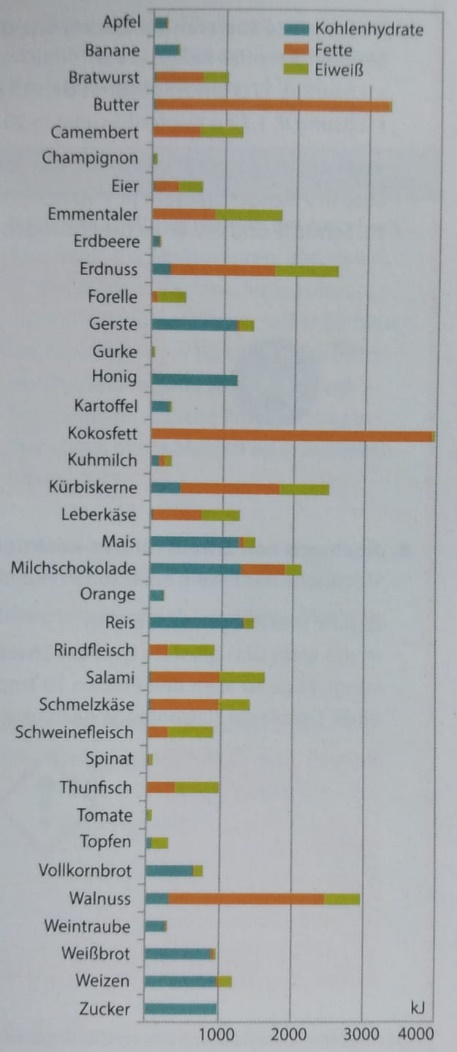 Apfel
Kohlenhydrate
Banane
Fette
Bratwurst
Eiweiß
Butter
Camembert
Champignon
Eier
Emmentaler
Erdbeere
Erdnuss
Forelle
Gerste
Gurke
Honig
Kartoffel
Kokosfett
Kuhmilch
Kürbiskerne
Leberkäse
Mais
Milchschokolade
Orange
Reis
Rindfleisch
Salami
Schmelzkäse
Schweinefleisch
Spinat
Thunfisch
Tomate
Topfen
Vollkornbrot
Walnuss
Weintraube
Weißbrot
Weizen
Zucker
kJ
1000 2000 3000 4000